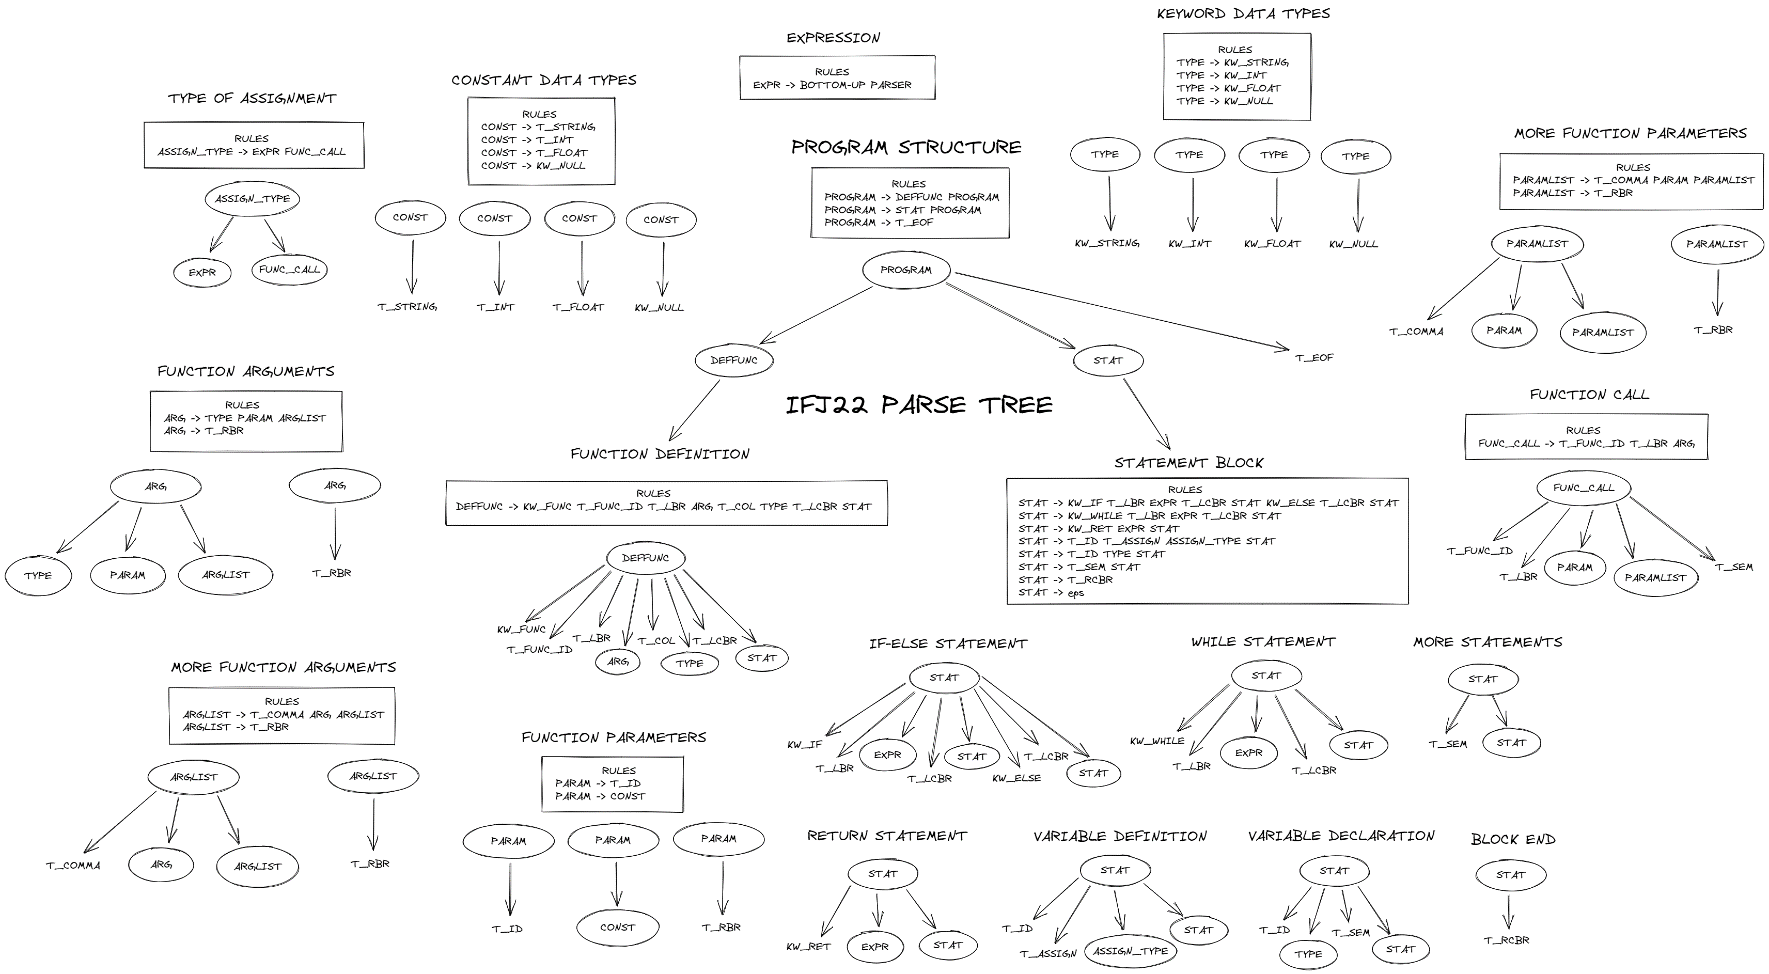 KEYWORD DATA TYPES
RULES
TYPE -> KW_STRING
TYPE -> KW_INT
TYPE -> KW_FLOAT
TYPE -> KW_NULL
TYPE TYPE TYPE TYPE
KW_STRING KW_INT KW_FLOAT KW_NULL
EXPRESSION
RULES
EXPR -> BOTTOM-UP PARSER
CONSTANT DATA TYPES
RULES
CONST -> T_STRING
CONST -> T_INT
CONST -> T_FLOAT
CONST -> KW_NULL
CONST CONST CONST CONST
T_STRING T_INT T_FLOAT KW_NULL
TYPE OF ASSIGNMENT
RULES
ASSIGN_TYPE -> EXPR FUNC_CALL
ASSIGN_TYPE
EXPR FUNC_CALL
PROGRAM STRUCTURE
RULES
PROGRAM -> DEFFUNC PROGRAM
PROGRAM -> STAT PROGRAM
PROGRAM -> T_EOF
PROGRAM
DEFFUNC STAT T_EOF
MORE FUNCTION PARAMETERS
RULES
PARAMLIST -> T_COMMA PARAM PARAMLIST
PARAMLIST -> T_RBR
PARAMLIST PARAMLIST
T_COMMA PARAM PARAMLIST T_RBR
IFJ22 PARSE TREE
FUNCTION ARGUMENTS
RULES
ARG -> TYPE PARAM ARGLIST
ARG -> T_RBR
ARG ARG
TYPE PARAM ARGLIST T_RBR
FUNCTION DEFINITION
RULES
DEFFUNC -> KW_FUNC T_FUNC_ID T_LBR ARG T_COL TYPE T_LCBR STAT
DEFFUNC
KW_FUNC T_FUNC_ID T_LBR ARG T_COL TYPE T_LCBR STAT
STATEMENT BLOCK
RULES
STAT -> KW_IF T_LBR EXPR T_LCBR STAT KW_ELSE T_LCBR STAT
STAT -> KW_WHILE T_LBR EXPR T_LCBR STAT
STAT -> KW_RET EXPR STAT
STAT -> T_ID T_ASSIGN ASSIGN_TYPE STAT
STAT -> T_ID TYPE STAT
STAT -> T_SEM STAT
STAT -> T_RCBR
STAT -> eps
FUNCTION CALL
RULES
FUNC_CALL -> T_FUNC_ID T_LBR ARG
FUNC_CALL
T_FUNC_ID T_LBR PARAM PARAMLIST T_SEM
MORE FUNCTION ARGUMENTS
RULES
ARGLIST -> T_COMMA ARG ARGLIST
ARGLIST -> T_RBR
ARGLIST ARGLIST
T_COMMA ARG ARGLIST T_RBR
FUNCTION PARAMETERS
RULES
PARAM -> T_ID
PARAM -> CONST
PARAM PARAM PARAM
T_ID CONST T_RBR
IF-ELSE STATEMENT
STAT
KW_IF T_LBR EXPR T_LCBR STAT KW_ELSE T_LCBR STAT
WHILE STATEMENT
STAT
KW_WHILE T_LBR EXPR T_LCBR STAT
MORE STATEMENTS
STAT
T_SEM STAT
RETURN STATEMENT
STAT
KW_RET EXPR STAT
VARIABLE DEFINITION
STAT
T_ID T_ASSIGN ASSIGN_TYPE STAT
VARIABLE DECLARATION
STAT
T_ID TYPE T_SEM STAT
BLOCK END
STAT
T_RCBR